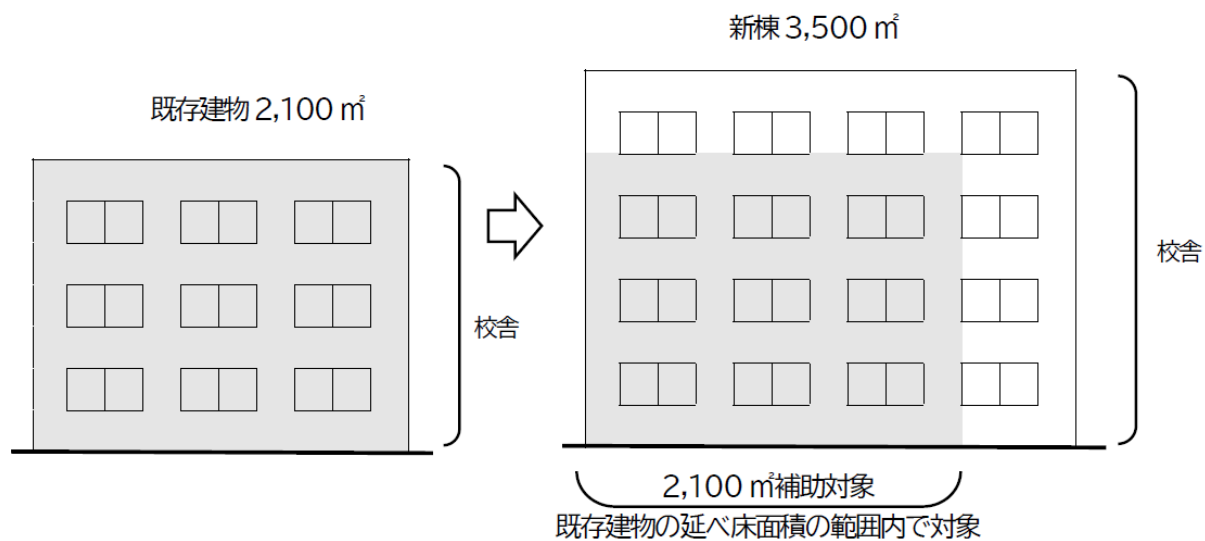 新棟 3,500 ㎡
既存建物 2,100 ㎡
校舎
校舎
2,100 ㎡補助対象
既存建物の延べ床面積の範囲内で対象